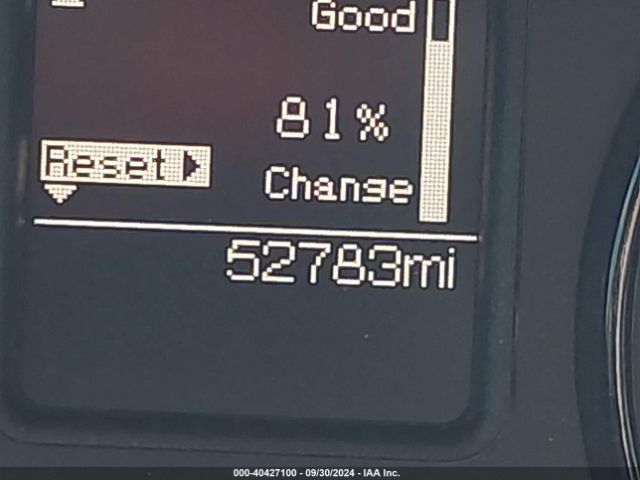 Good
81%
Reset
Change
52783mi
000-40427100 - 09/30/2024 - IAA Inc.